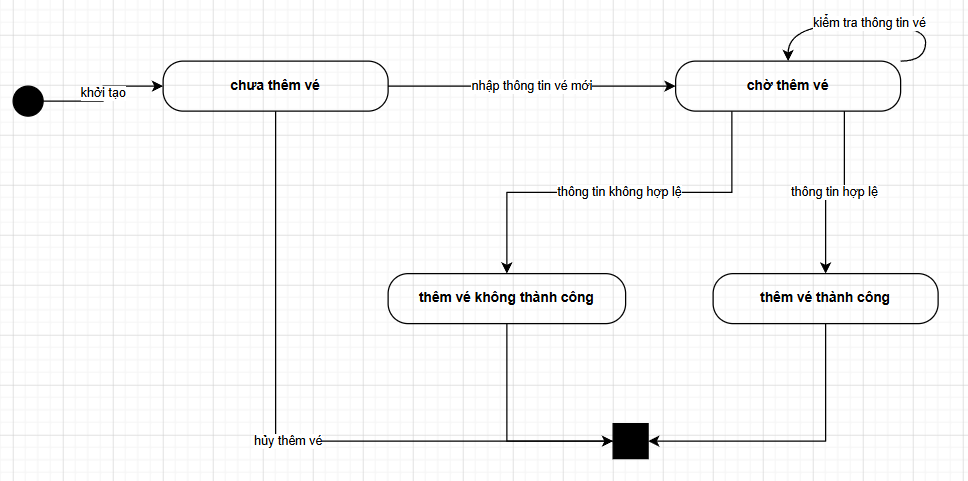 kiểm tra thông tin vé
khởi tạo
chưa thêm vé
nhập thông tin vé mới
chờ thêm vé
thông tin không hợp lệ
thông tin hợp lệ
thêm vé không thành công
thêm vé thành công
hủy thêm vé